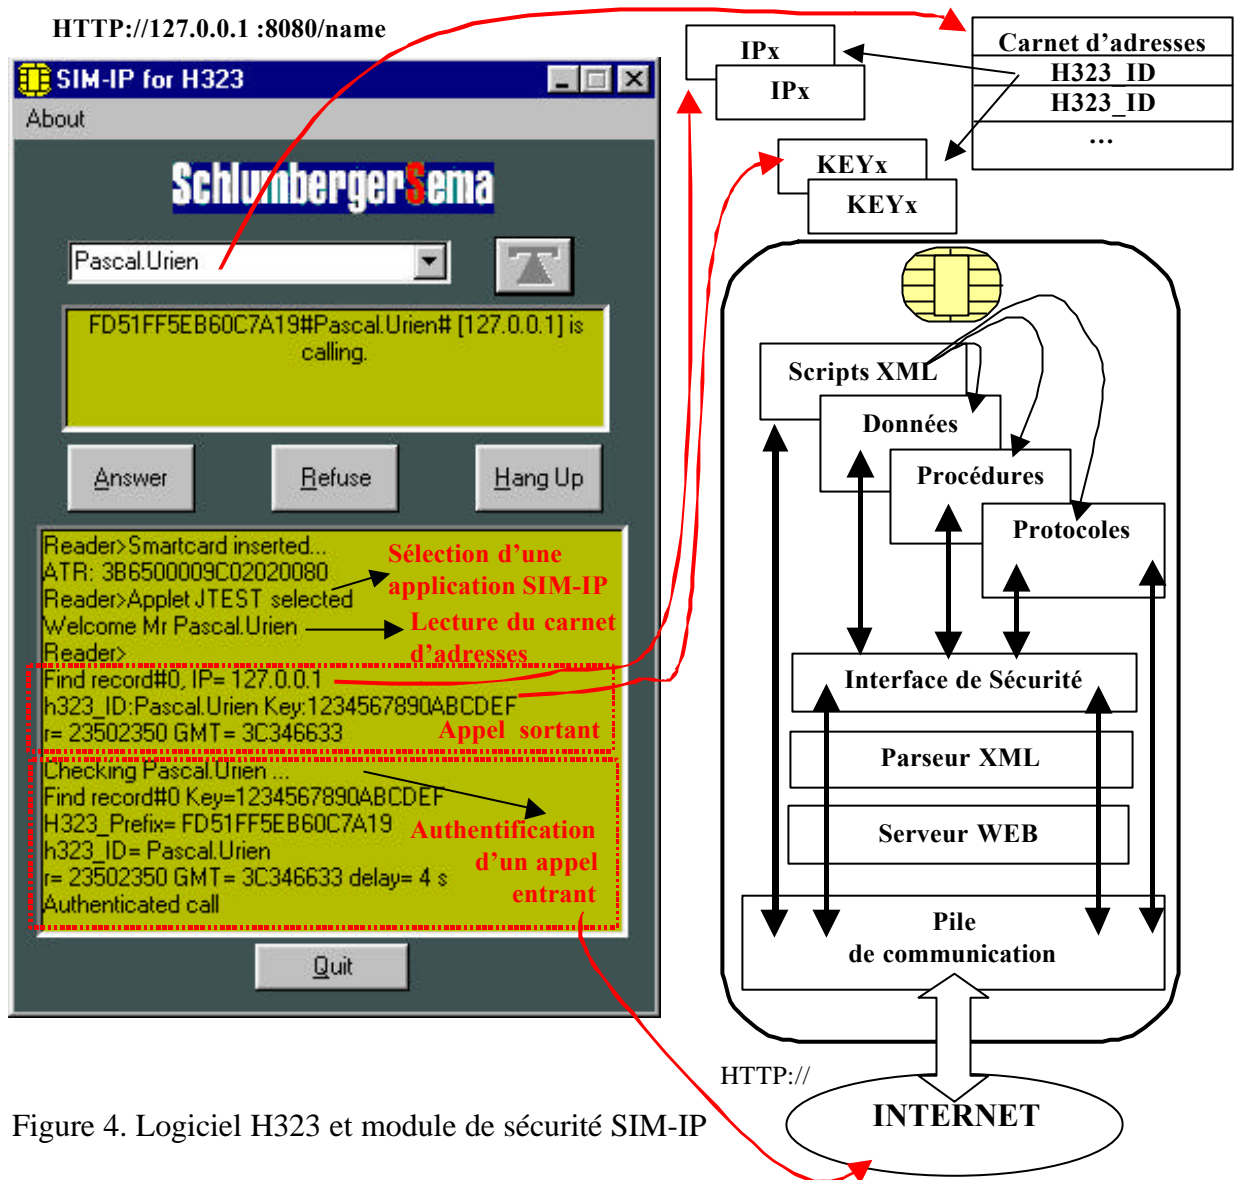 HTTP://127.0.0.1 :8080/name
SIM-IP for H323
About
SchlumbergerSema
Pascal.Urien
FD51FF5EB60C7A19#Pascal.Urien# [127.0.0.1] is
calling.
Answer
Refuse
Hang Up
Reader>Smartcard inserted...
ATR: 3B6500009C02020080
Reader>Applet JTEST selected
Welcome Mr Pascal.Urien
Reader>
Find record#0, IP= 127.0.0.1
h323_ID:Pascal.Urien Key:1234567890ABCDEF
r= 23502350 GMT= 3C346633
Checking Pascal.Urien ...
Find record#0 Key=1234567890ABCDEF
H323_Prefix= FD51FF5EB60C7A19
h323_ID= Pascal.Urien
r= 23502350 GMT= 3C346633 delay= 4 s
Authenticated call
Sélection d'une
application SIM-IP
Lecture du carnet
d'adresses
Appel sortant
Authentification
d'un appel
entrant
Quit
IPx
IPx
KEYx
KEYx
Carnet d'adresses
H323_ID
H323_ID
...
Scripts XML
Données
Procédures
Protocoles
Interface de Sécurité
Parseur XML
Serveur WEB
Pile
de communication
HTTP://
INTERNET
Figure 4. Logiciel H323 et module de sécurité SIM-IP